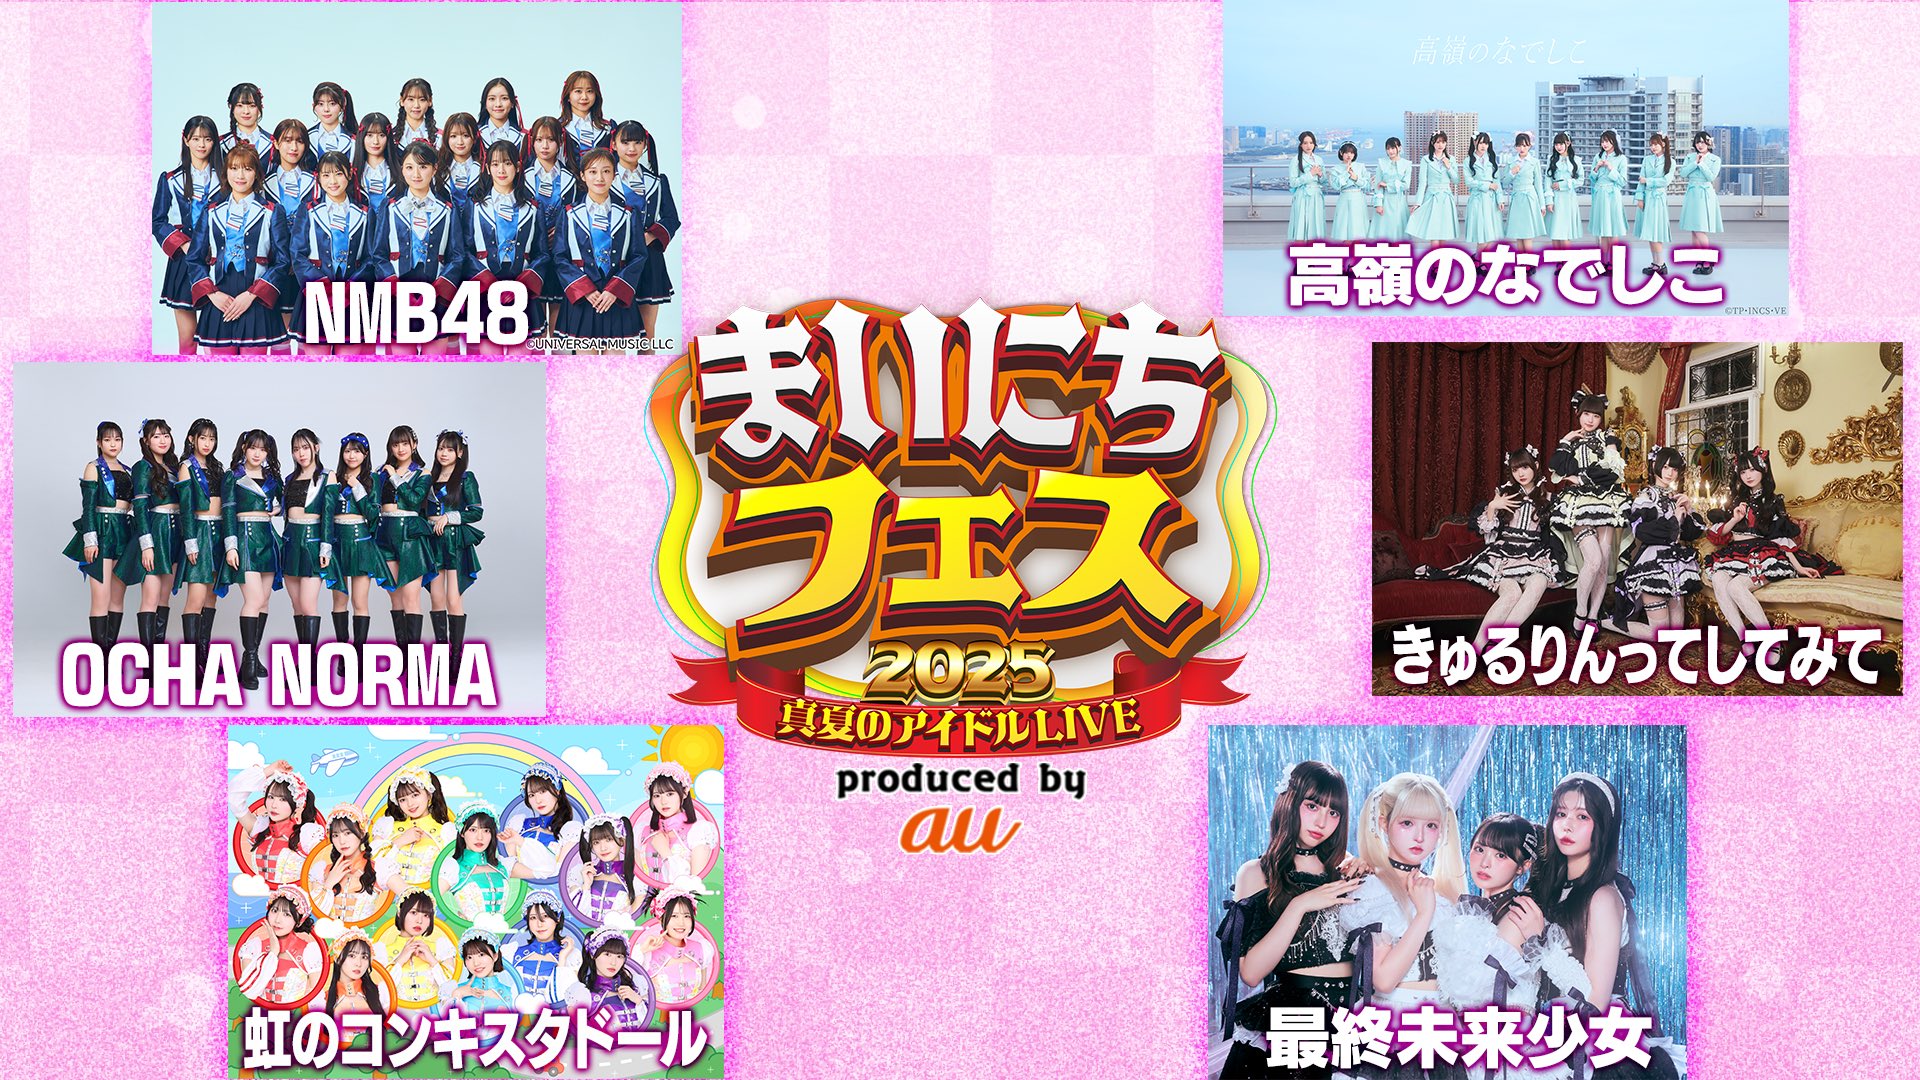 NMB48
©UNIVERSAL MUSIC LLC
高嶺のなでしこ
高嶺のなでしこ
©TP・INCS・VE
OCHA NORMA
まいにち
フェス
2025
真夏のアイドルLIVE
produced by
au
きゅるりんってしてみて
虹のコンキスタドール
最終未来少女